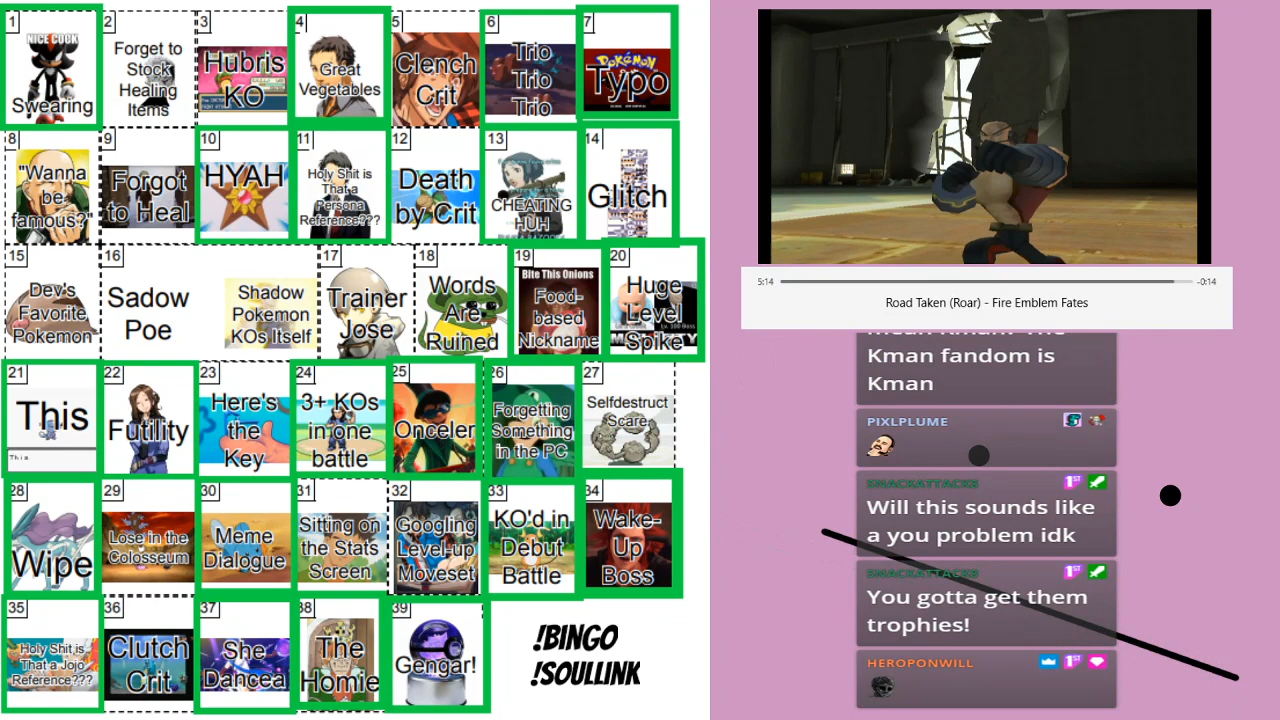 1
NICE COCK
Swearing
2
Forget to
Stock
Healing
Items
3
Hubris
KO
4
Great
Vegetables
5
Clench
Crit
6
Trio
Trio
Trio
7
POKÉMON
Typo
8
"Wanna
be
famous?"
9
Forgot
to Heal
10
HYAH
11
Holy Shit is
That a
Persona
Reference???
12
Death
by Crit
13
CHEATING
HUH
14
Glitch
15
Dev's
Favorite
Pokemon
16
Sadow
Poe
Shadow
Pokemon
KOs Itself
17
Trainer
Jose
18
Words
Are
Ruined
19
Bite This Onions
Food-
based
Nickname
20
Huge
Level
Spike
21
This
This.
22
Futility
23
Here's
the
Key
24
3+ KOs
in one
battle
25
Onceler
26
Forgetting
Something
in the PC
27
Selfdestruct
Scare
28
Wipe
29
Lose in the
Colosseum
30
Meme
Dialogue
31
Sitting on
the Stats
Screen
32
Googling
Level-up
Moveset
33
KO'd in
Debut
Battle
34
Wake-
Up
Boss
35
Holy Shit is
That a Jojo
Reference???
36
Clutch
Crit
37
She
Dancea
38
The
Homie
39
Gengar!
!BINGO
!SOULLINK
5:14
-0:14
Road Taken (Roar) - Fire Emblem Fates
mean Kman? The
Kman fandom is
Kman
PIXLPLUME
SNACKATTACK8
Will this sounds like
a you problem idk
SNACKATTACK8
You gotta get them
trophies!
HEROPONWILL